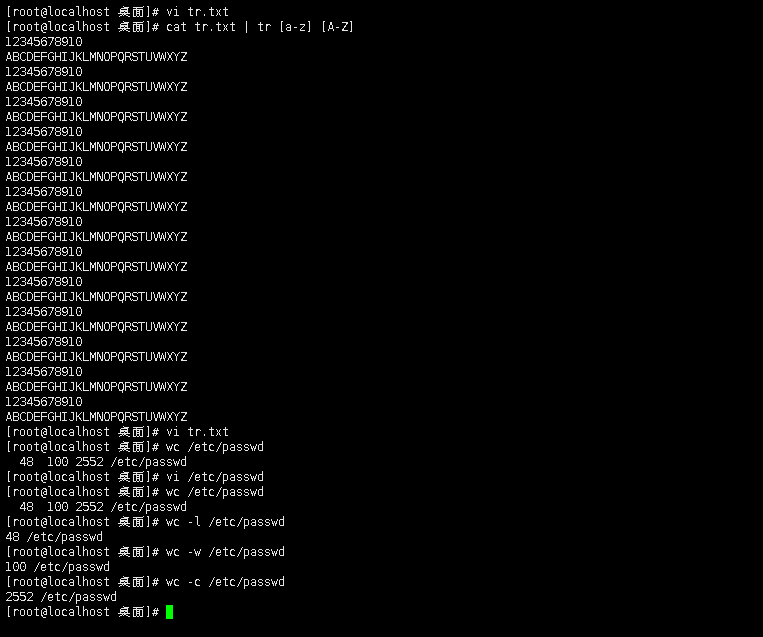 [root@localhost 桌面]# vi tr.txt
[root@localhost 桌面]# cat tr.txt | tr [a-z] [A-Z]
12345678910
ABCDEFGHIJKLMNOPQRSTUVWXYZ
12345678910
ABCDEFGHIJKLMNOPQRSTUVWXYZ
12345678910
ABCDEFGHIJKLMNOPQRSTUVWXYZ
12345678910
ABCDEFGHIJKLMNOPQRSTUVWXYZ
12345678910
ABCDEFGHIJKLMNOPQRSTUVWXYZ
12345678910
ABCDEFGHIJKLMNOPQRSTUVWXYZ
12345678910
ABCDEFGHIJKLMNOPQRSTUVWXYZ
12345678910
ABCDEFGHIJKLMNOPQRSTUVWXYZ
12345678910
ABCDEFGHIJKLMNOPQRSTUVWXYZ
12345678910
ABCDEFGHIJKLMNOPQRSTUVWXYZ
12345678910
ABCDEFGHIJKLMNOPQRSTUVWXYZ
12345678910
ABCDEFGHIJKLMNOPQRSTUVWXYZ
12345678910
ABCDEFGHIJKLMNOPQRSTUVWXYZ
[root@localhost 桌面]# vi tr.txt
[root@localhost 桌面]# wc /etc/passwd
  48  100 2552 /etc/passwd
[root@localhost 桌面]# vi /etc/passwd
[root@localhost 桌面]# wc /etc/passwd
  48  100 2552 /etc/passwd
[root@localhost 桌面]# wc -l /etc/passwd
48 /etc/passwd
[root@localhost 桌面]# wc -w /etc/passwd
100 /etc/passwd
[root@localhost 桌面]# wc -c /etc/passwd
2552 /etc/passwd
[root@localhost 桌面]#